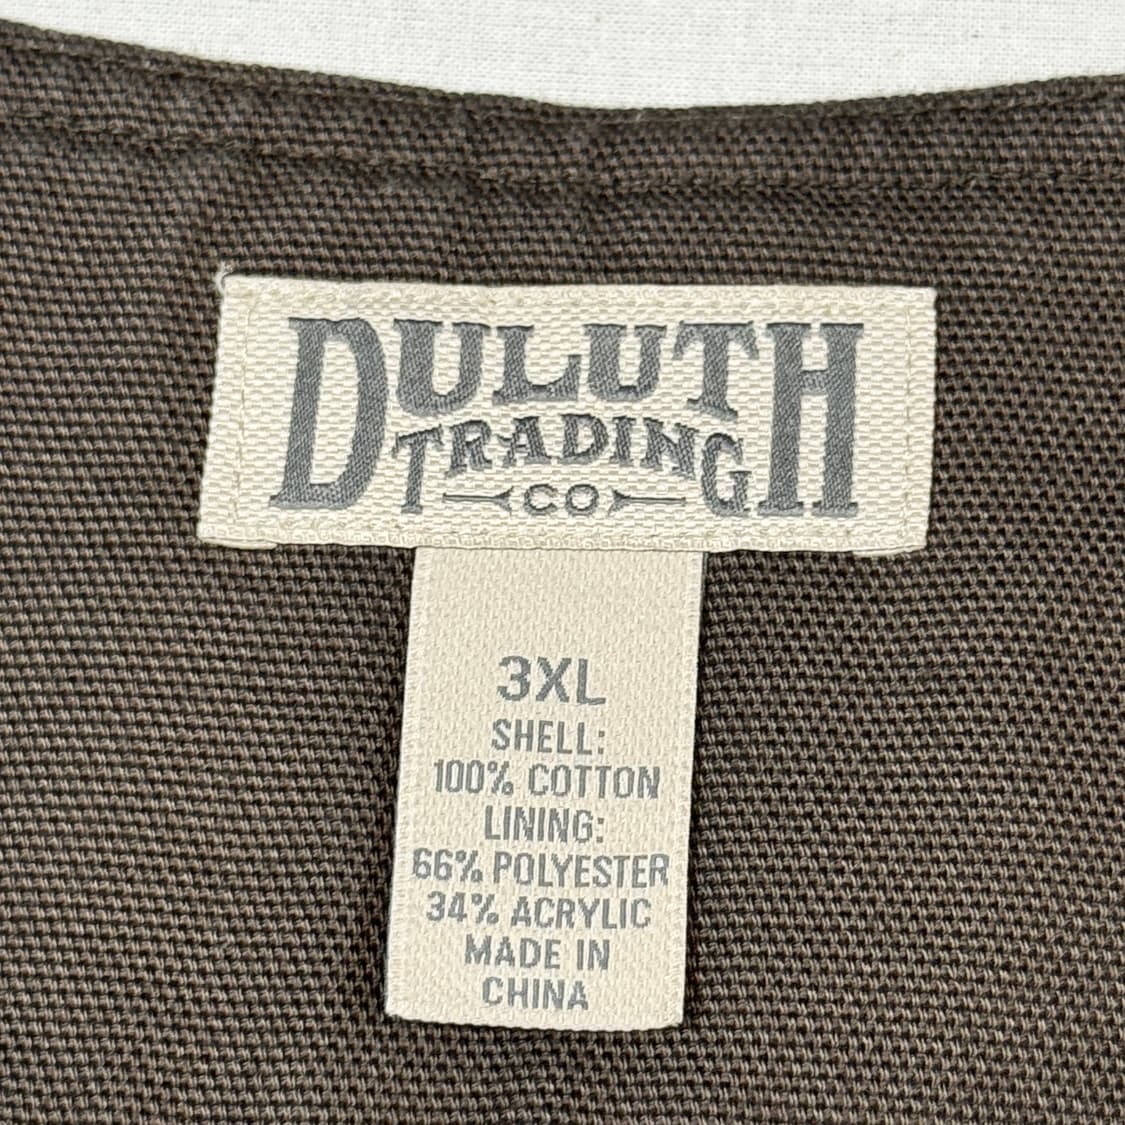 DULUTH
TRADING
CO
3XL
SHELL:
100% COTTON
LINING:
66% POLYESTER
34% ACRYLIC
MADE IN
CHINA